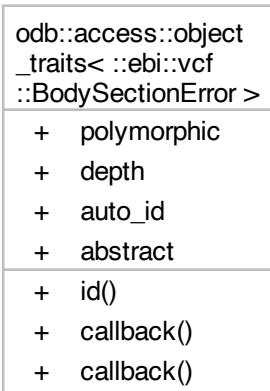 odb::access::object
_traits< ::ebi::vcf
::BodySectionError >
+ polymorphic
+ depth
+ auto_id
+ abstract
+ id()
+ callback()
+ callback()